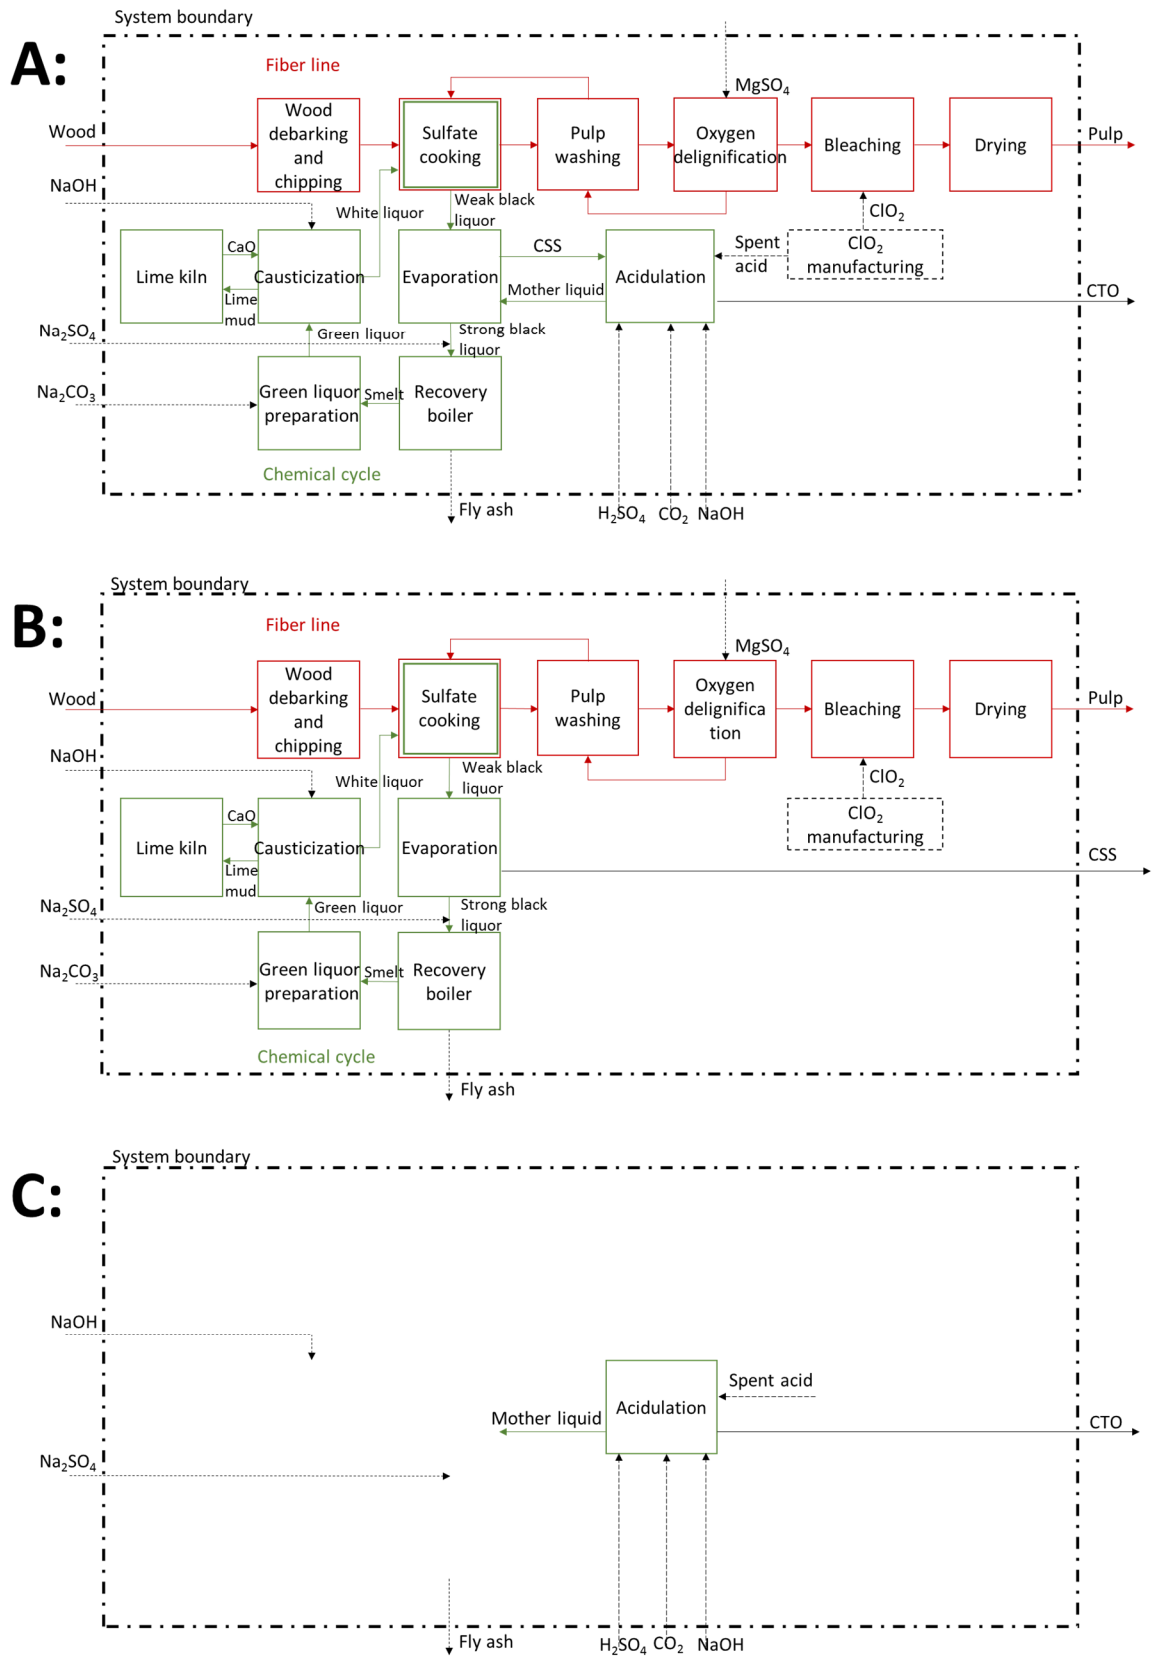 System boundary
A:
Fiber line
MgSO4
Wood
Wood
debarking
and
chipping
Sulfate
cooking
Pulp
washing
Oxygen
delignification
Bleaching
Drying
Pulp
NaOH
White liquor
Weak black
liquor
ClO2
Lime kiln
CaO
Lime
mud
Causticization
Evaporation
CSS
Mother liquid
Acidulation
Spent
acid
ClO2
manufacturing
CTO
Na2SO4
Green liquor
Strong black
liquor
Na2CO3
Green liquor
preparation
Smelt
Recovery
boiler
Chemical cycle
Fly ash
H2SO4
CO2
NaOH
System boundary
B:
Fiber line
MgSO4
Wood
Wood
debarking
and
chipping
Sulfate
cooking
Pulp
washing
Oxygen
delignifica
tion
Bleaching
Drying
Pulp
NaOH
White liquor
Weak black
liquor
ClO2
Lime kiln
CaO
Lime
mud
Causticization
Evaporation
ClO2
manufacturing
CSS
Na2SO4
Green liquor
Strong black
liquor
Na2CO3
Green liquor
preparation
Smelt
Recovery
boiler
Chemical cycle
Fly ash
System boundary
C:
NaOH
Spent acid
Acidulation
Mother liquid
CTO
Na2SO4
Fly ash
H2SO4
CO2
NaOH